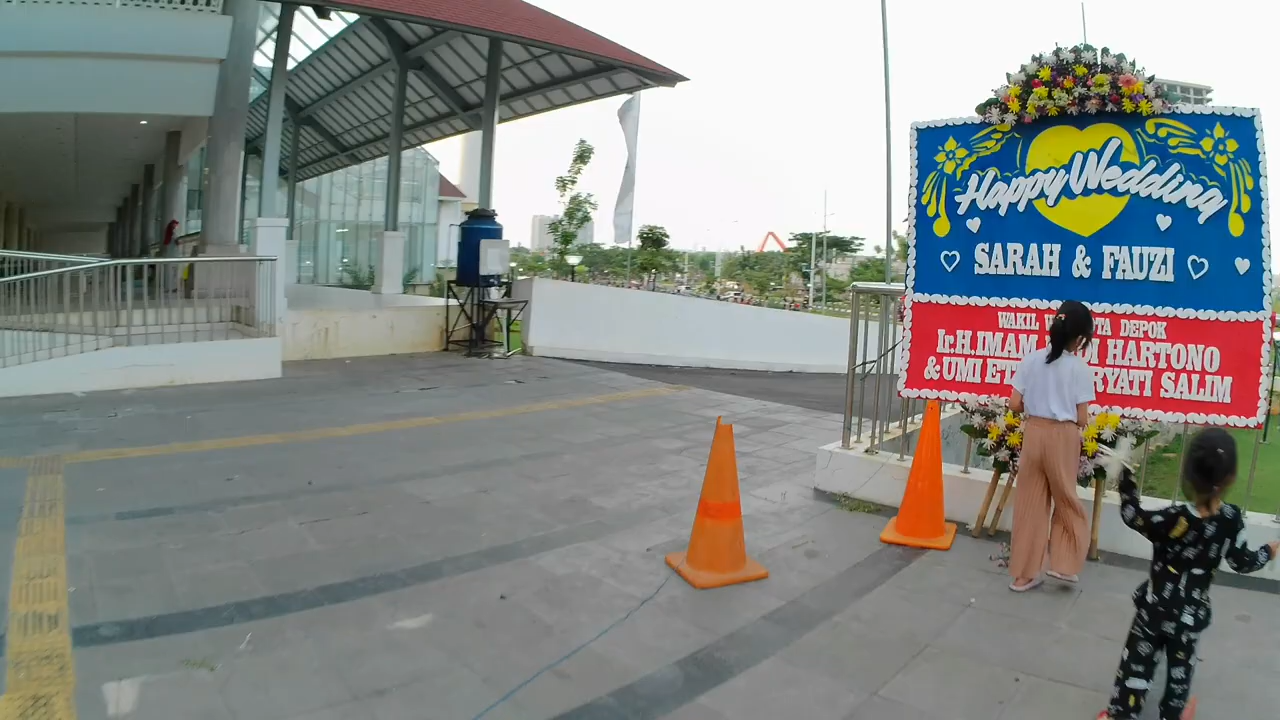 Happy Wedding
SARAH & FAUZI
WAKIL DEPOK
Ir.H.IMAM HARTONO
& UMI SALIM